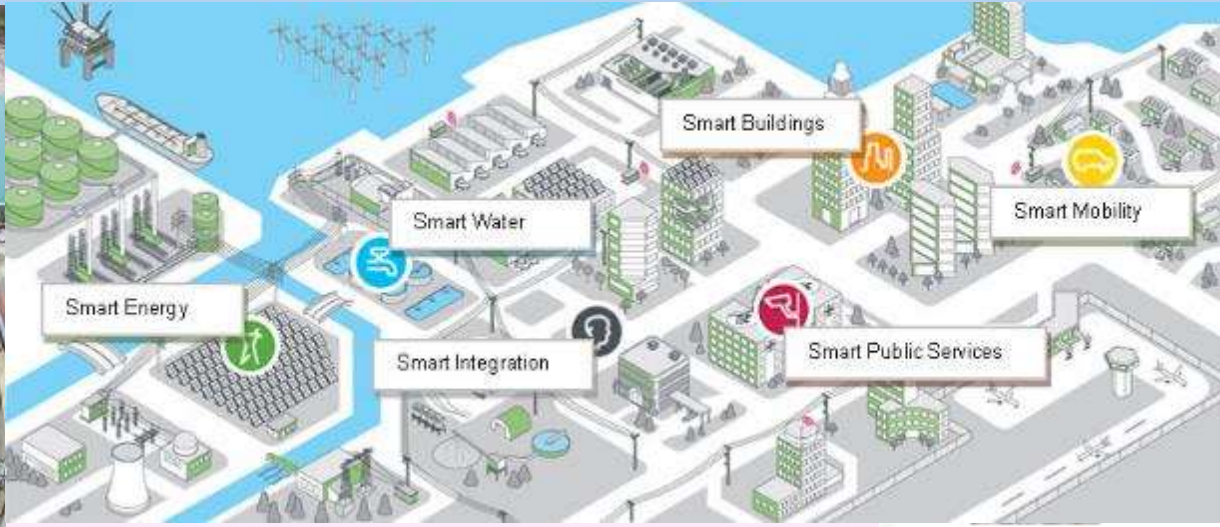 Smart Buildings
Smart Mobility
Smart Water
Smart Energy
Smart Integration
Smart Public Services